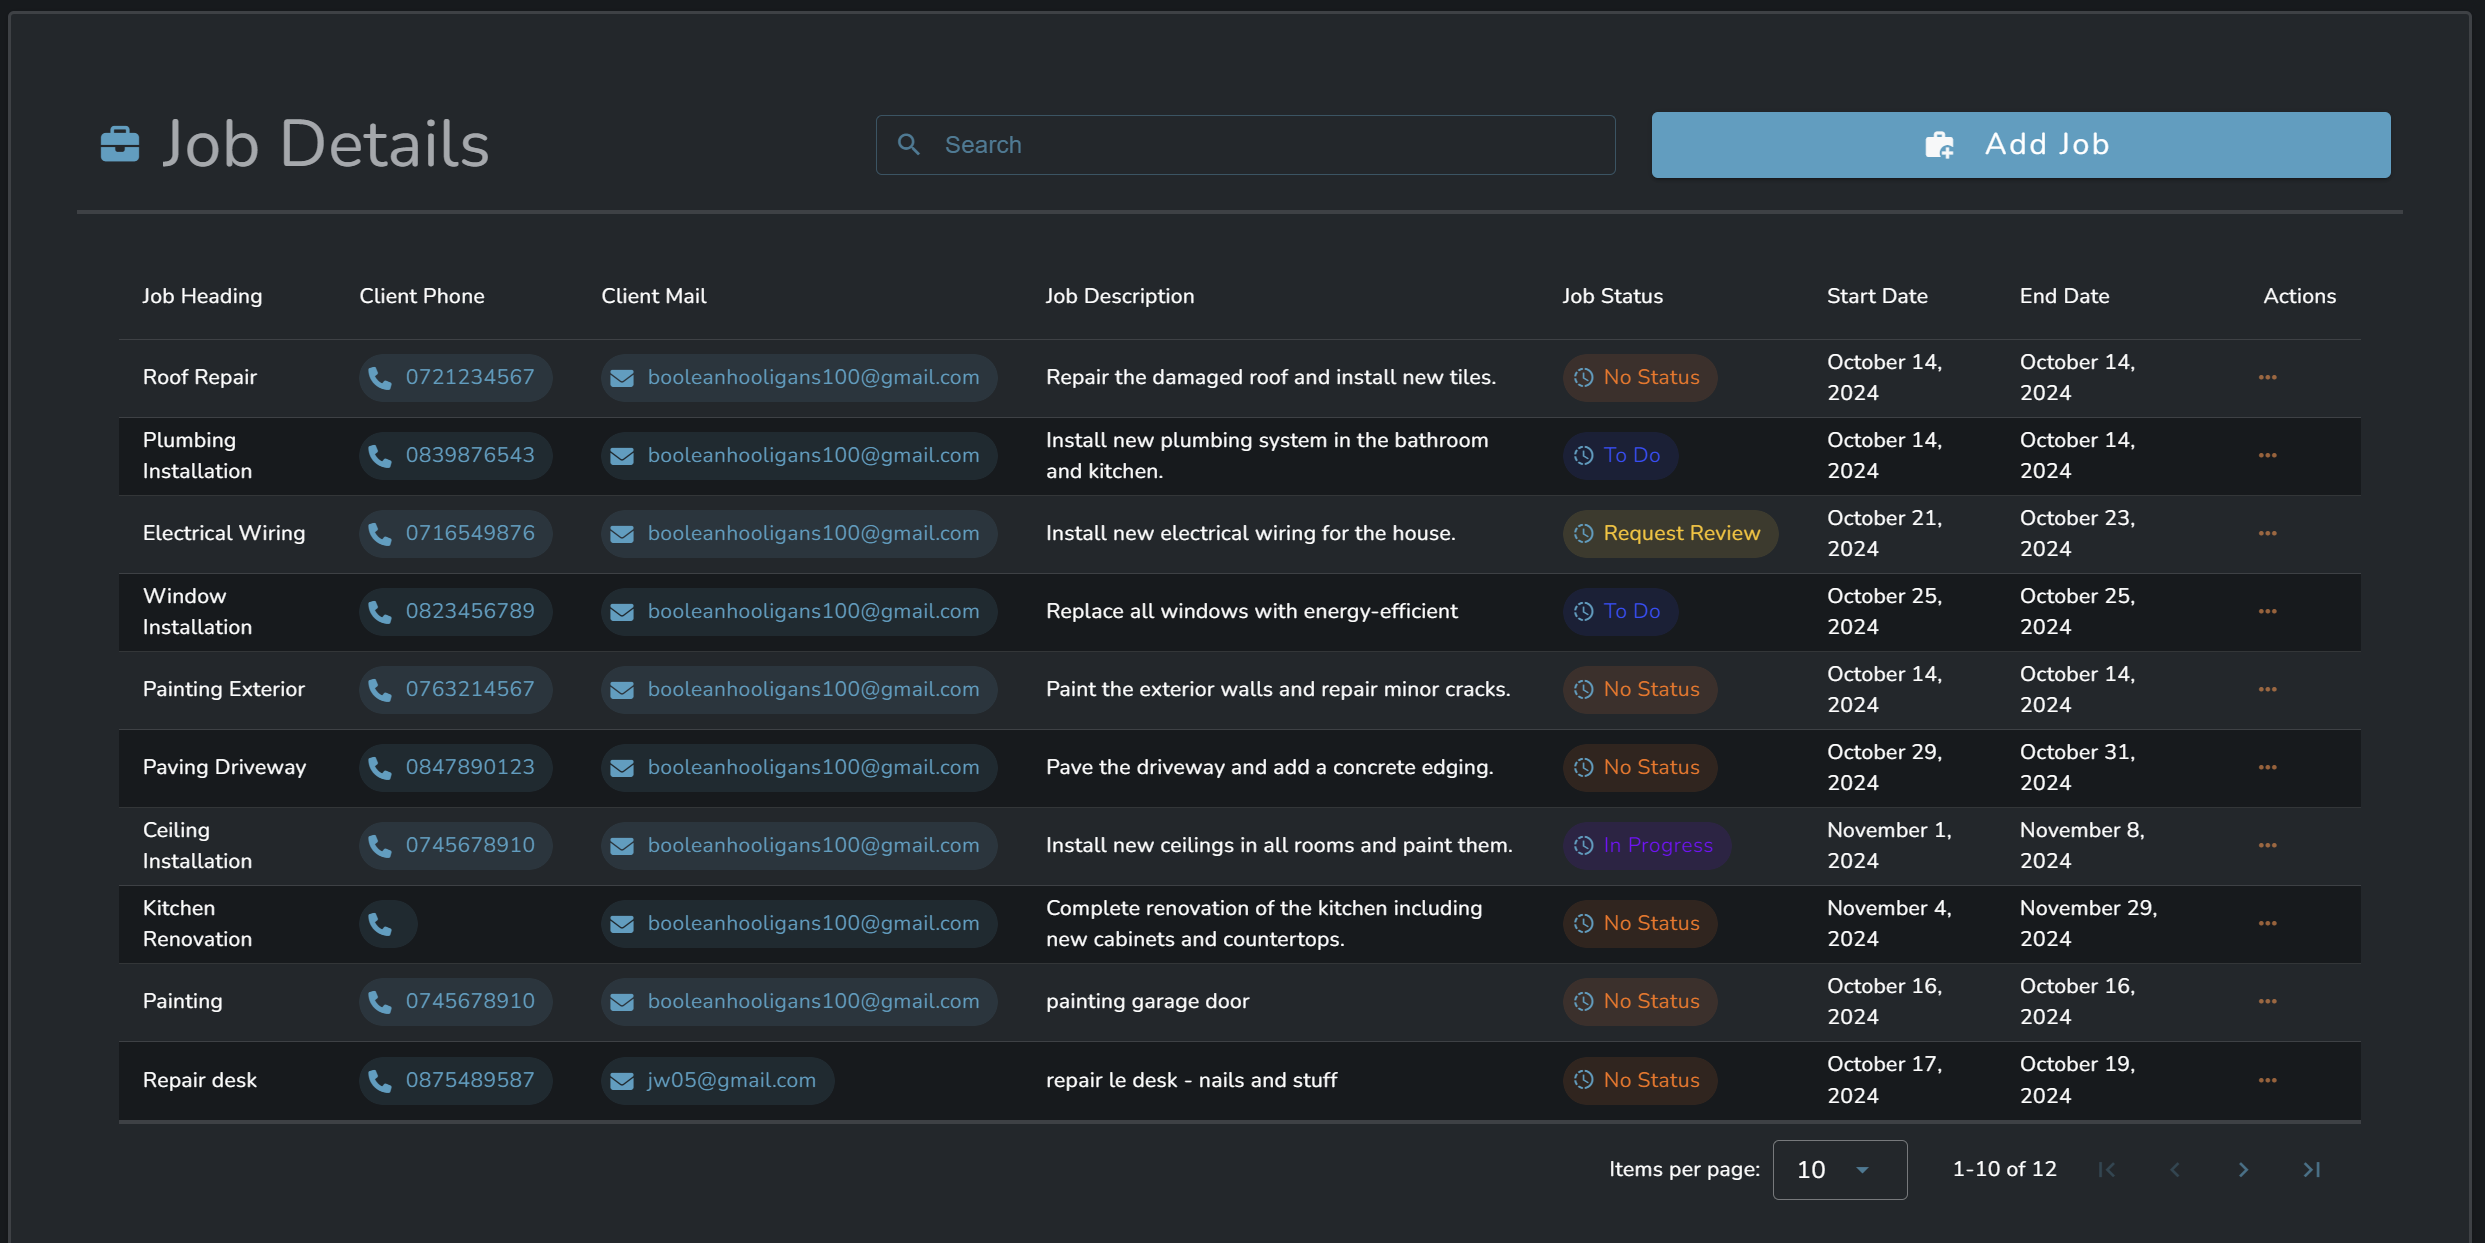 Job Details
Search
Add Job
Job Heading Client Phone Client Mail Job Description Job Status Start Date End Date Actions
Roof Repair 0721234567 booleanhooligans100@gmail.com Repair the damaged roof and install new tiles. No Status October 14, 2024 October 14, 2024
Plumbing Installation 0839876543 booleanhooligans100@gmail.com Install new plumbing system in the bathroom and kitchen. To Do October 14, 2024 October 14, 2024
Electrical Wiring 0716549876 booleanhooligans100@gmail.com Install new electrical wiring for the house. Request Review October 21, 2024 October 23, 2024
Window Installation 0823456789 booleanhooligans100@gmail.com Replace all windows with energy-efficient To Do October 25, 2024 October 25, 2024
Painting Exterior 0763214567 booleanhooligans100@gmail.com Paint the exterior walls and repair minor cracks. No Status October 14, 2024 October 14, 2024
Paving Driveway 0847890123 booleanhooligans100@gmail.com Pave the driveway and add a concrete edging. No Status October 29, 2024 October 31, 2024
Ceiling Installation 0745678910 booleanhooligans100@gmail.com Install new ceilings in all rooms and paint them. In Progress November 1, 2024 November 8, 2024
Kitchen Renovation booleanhooligans100@gmail.com Complete renovation of the kitchen including new cabinets and countertops. No Status November 4, 2024 November 29, 2024
Painting 0745678910 booleanhooligans100@gmail.com painting garage door No Status October 16, 2024 October 16, 2024
Repair desk 0875489587 jw05@gmail.com repair le desk - nails and stuff No Status October 17, 2024 October 19, 2024
Items per page: 10 1-10 of 12